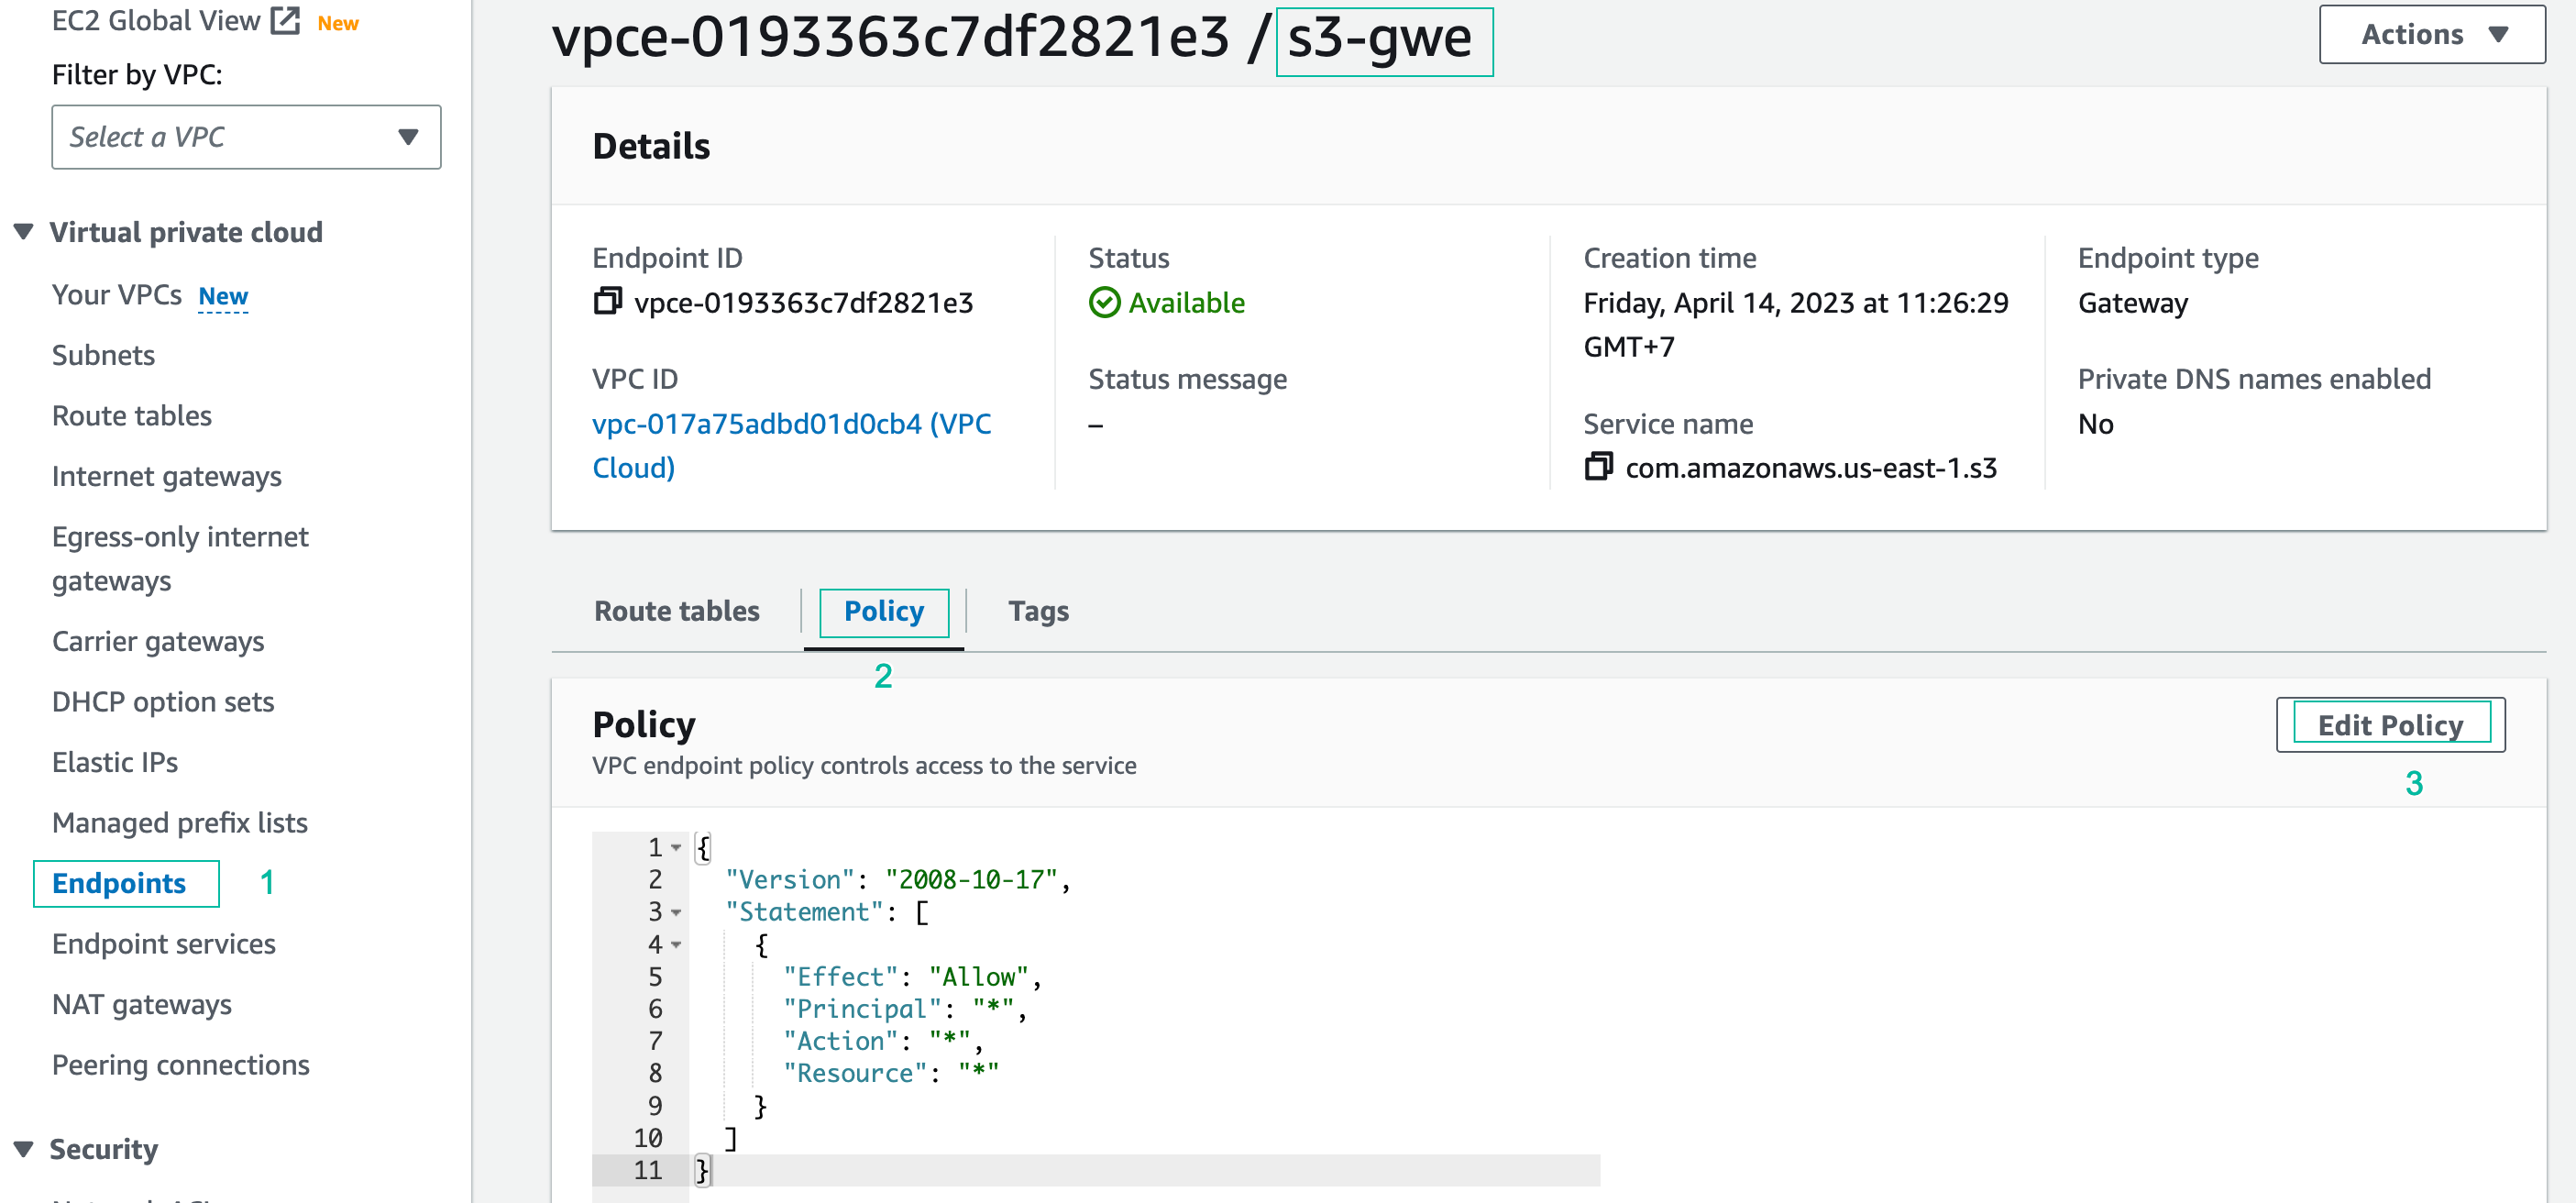 EC2 Global View New
Filter by VPC:
Select a VPC
Virtual private cloud
Your VPCs New
Subnets
Route tables
Internet gateways
Egress-only internet
gateways
Carrier gateways
DHCP option sets
Elastic IPs
Managed prefix lists
Endpoints 1
Endpoint services
NAT gateways
Peering connections
Security
vpce-0193363c7df2821e3 / s3-gwe
Actions
Details
Endpoint ID
vpce-0193363c7df2821e3
VPC ID
vpc-017a75adbd01d0cb4 (VPC
Cloud)
Status
Available
Status message
–
Creation time
Friday, April 14, 2023 at 11:26:29
GMT+7
Service name
com.amazonaws.us-east-1.s3
Endpoint type
Gateway
Private DNS names enabled
No
Route tables Policy Tags
2
Policy
VPC endpoint policy controls access to the service
Edit Policy
3
1 {
2 "Version": "2008-10-17",
3 "Statement": [
4 {
5 "Effect": "Allow",
6 "Principal": "*",
7 "Action": "*",
8 "Resource": "*"
9 }
10 ]
11 }